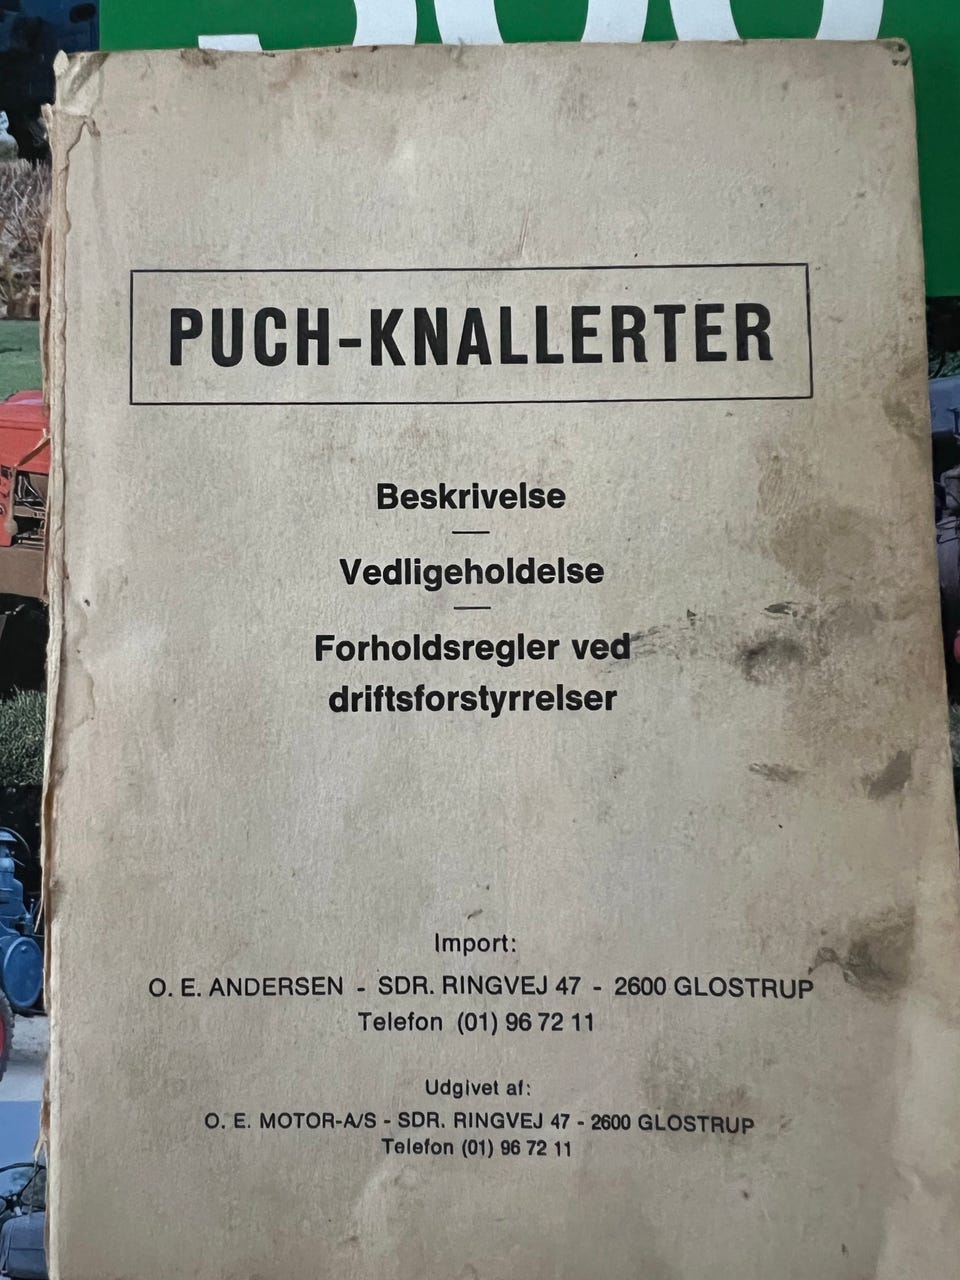 PUCH-KNALLERTER
Beskrivelse
Vedligeholdelse
Forholdsregler ved
driftsforstyrrelser
Import:
O. E. ANDERSEN - SDR. RINGVEJ 47 - 2600 GLOSTRUP
Telefon (01) 96 72 11
Udgivet af:
O. E. MOTOR-A/S - SDR. RINGVEJ 47 - 2600 GLOSTRUP
Telefon (01) 96 72 11